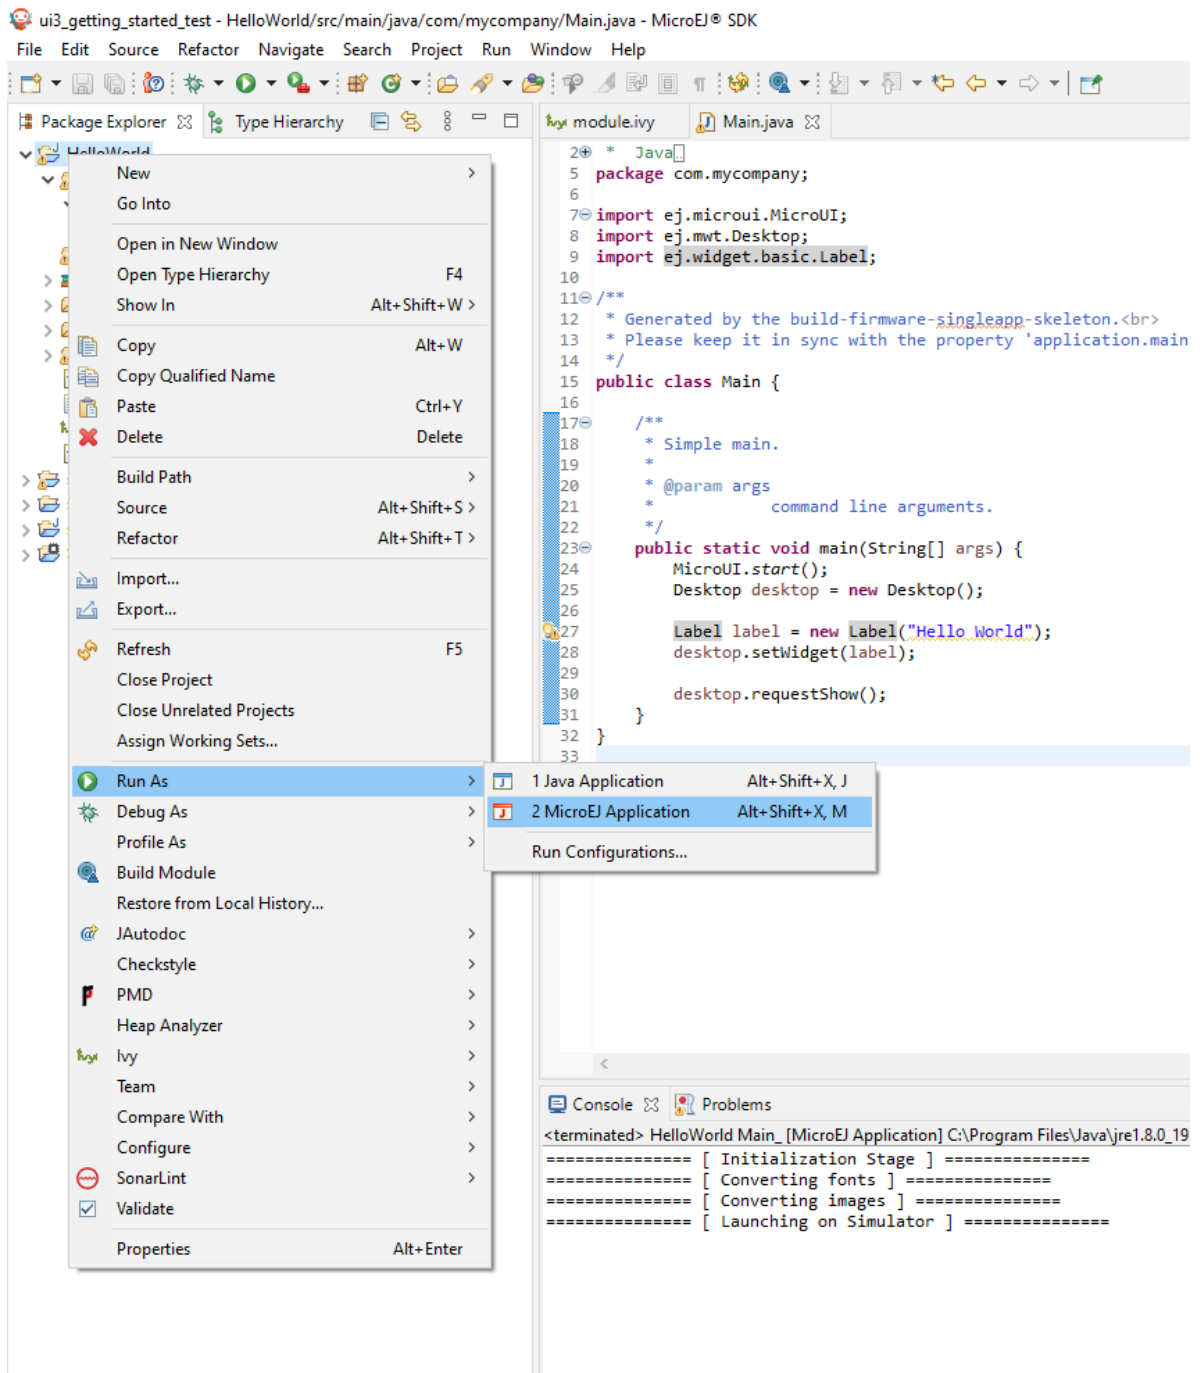 ui3_getting_started_test - HelloWorld/src/main/java/com/mycompany/Main.java - MicroEJ® SDK
File Edit Source Refactor Navigate Search Project Run Window Help
Package Explorer Type Hierarchy
HelloWorld
New
Go Into
Open in New Window
Open Type Hierarchy F4
Show In Alt+Shift+W >
Copy Alt+W
Copy Qualified Name
Paste Ctrl+Y
Delete Delete
Build Path
Source Alt+Shift+S >
Refactor Alt+Shift+T >
Import...
Export...
Refresh F5
Close Project
Close Unrelated Projects
Assign Working Sets...
Run As
Debug As
Profile As
Build Module
Restore from Local History...
JAutodoc
Checkstyle
PMD
Heap Analyzer
Ivy
Team
Compare With
Configure
SonarLint
Validate
Properties Alt+Enter
1 Java Application Alt+Shift+X, J
2 MicroEJ Application Alt+Shift+X, M
Run Configurations...
module.ivy Main.java
2 * Java..
5 package com.mycompany;
6
7 import ej.microui.MicroUI;
8 import ej.mwt.Desktop;
9 import ej.widget.basic.Label;
10
11 /**
12 * Generated by the build-firmware-singleapp-skeleton.<br>
13 * Please keep it in sync with the property 'application.main
14 */
15 public class Main {
16
17 /**
18 * Simple main.
19 *
20 * @param args
21 * command line arguments.
22 */
23 public static void main(String[] args) {
24 MicroUI.start();
25 Desktop desktop = new Desktop();
26
27 Label label = new Label("Hello World");
28 desktop.setWidget(label);
29
30 desktop.requestShow();
31 }
32 }
33
Console Problems
<terminated> HelloWorld Main_ [MicroEJ Application] C:\Program Files\Java\jre1.8.0_19
=============== [ Initialization Stage ] ===============
=============== [ Converting fonts ] ===============
=============== [ Converting images ] ===============
=============== [ Launching on Simulator ] ===============